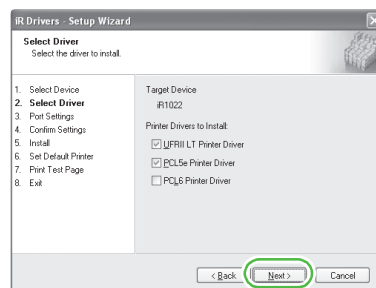 iR Drivers - Setup Wizard
Select Driver
Select the driver to install.
1. Select Device
2. Select Driver
3. Port Settings
4. Confirm Settings
5. Install
6. Set Default Printer
7. Print Test Page
8. Exit
Target Device
iR1022
Printer Drivers to Install:
UFRII LT Printer Driver
PCL5e Printer Driver
PCL6 Printer Driver
< Back
Next >
Cancel